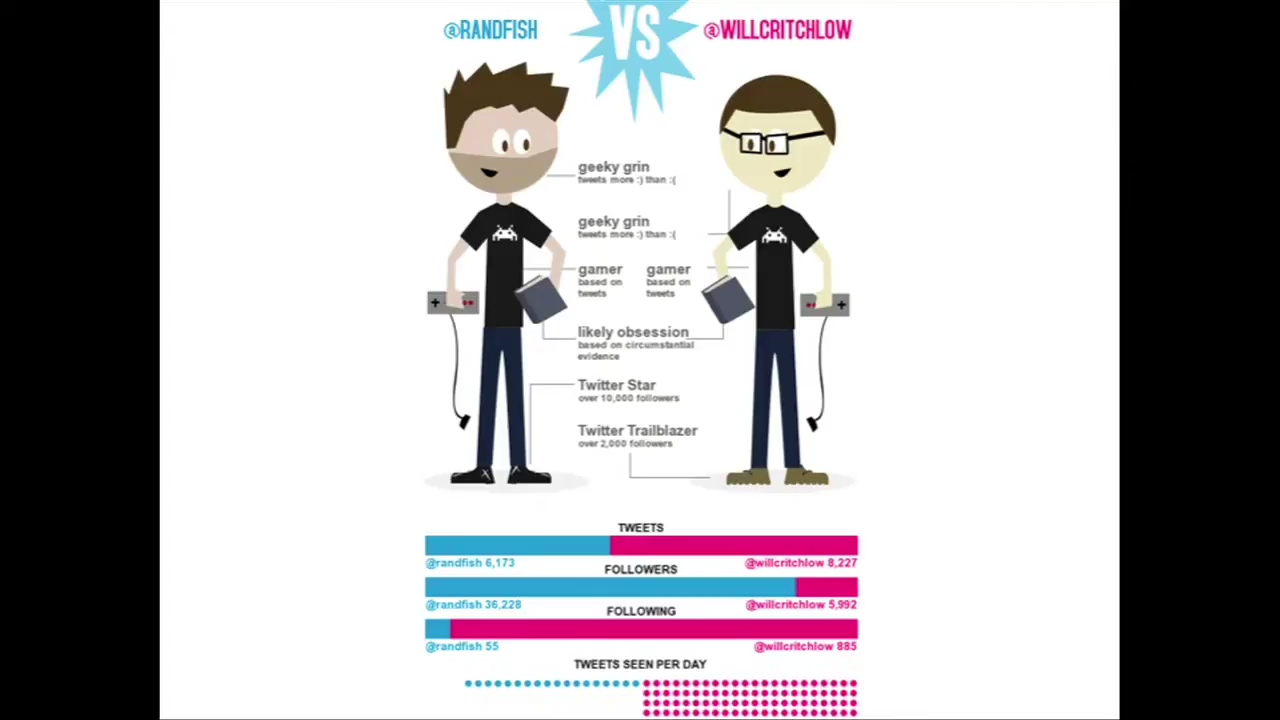 @RANDFISH
VS
@WILLCRITCHLOW
geeky grin
tweets more :) than :(
geeky grin
tweets more :) than :(
gamer
based on
tweets
gamer
based on
tweets
likely obsession
based on circumstantial
evidence
Twitter Star
over 10,000 followers
Twitter Trailblazer
over 2,000 followers
TWEETS
@randfish 6,173
@willcritchlow 8,227
FOLLOWERS
@randfish 36,228
@willcritchlow 5,992
FOLLOWING
@randfish 55
@willcritchlow 885
TWEETS SEEN PER DAY